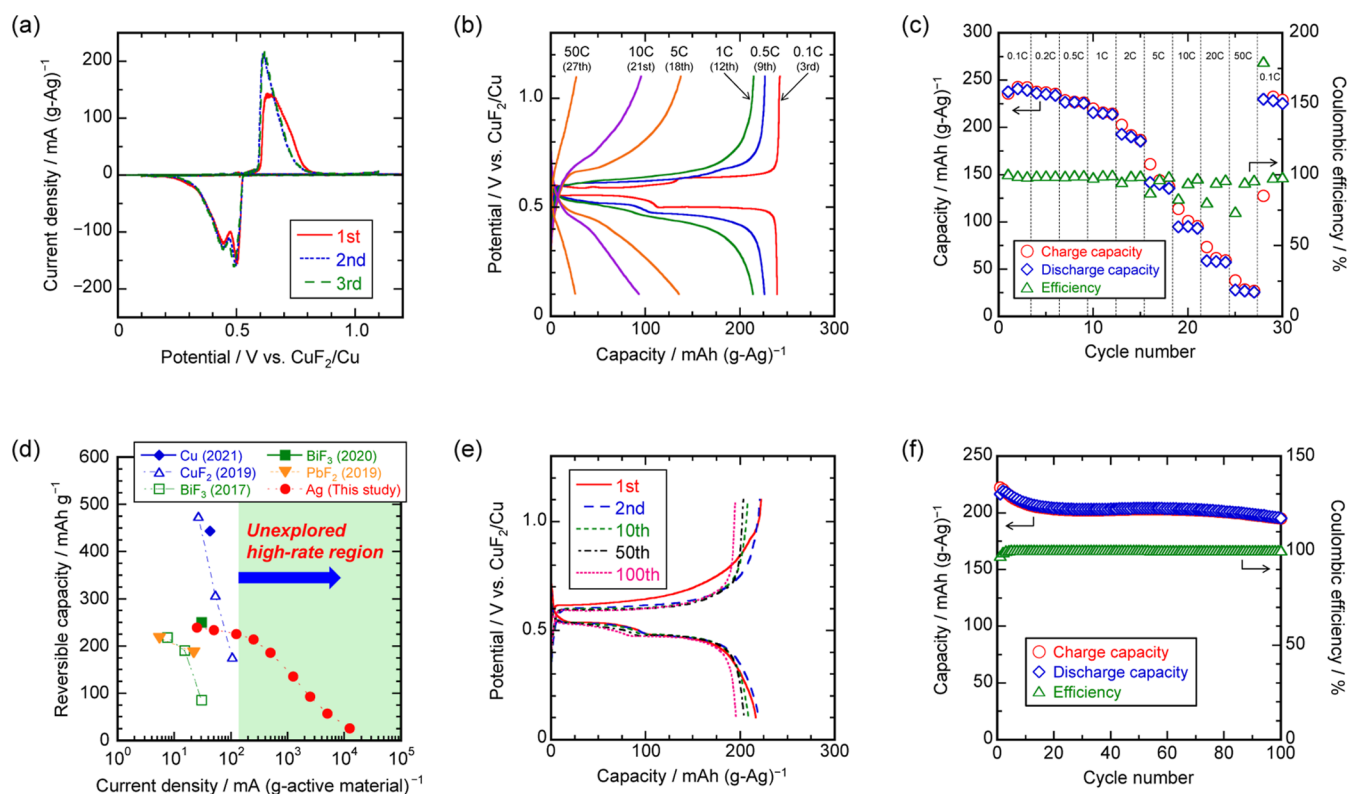 (a)
Current density / mA (g-Ag)⁻¹
200
100
0
−100
−200
0
0.5
1.0
Potential / V vs. CuF₂/Cu
1st
2nd
3rd
(b)
Potential / V vs. CuF₂/Cu
1.0
0.5
0
0
100
200
300
Capacity / mAh (g-Ag)⁻¹
50C 10C 5C 1C 0.5C 0.1C
(27th) (21st) (18th) (12th) (9th) (3rd)
(c)
Capacity / mAh (g-Ag)⁻¹
300
250
200
150
100
50
0
0
10
20
30
Cycle number
200
150
100
50
0
Coulombic efficiency / %
0.1C 0.2C 0.5C 1C 2C 5C 10C 20C 50C 0.1C
Charge capacity
Discharge capacity
Efficiency
(d)
Reversible capacity / mAh g⁻¹
600
500
400
300
200
100
0
10⁰
10¹
10²
10³
10⁴
10⁵
Current density / mA (g-active material)⁻¹
Cu (2021)
CuF₂ (2019)
BiF₃ (2017)
BiF₃ (2020)
PbF₂ (2019)
Ag (This study)
Unexplored
high-rate region
(e)
Potential / V vs. CuF₂/Cu
1.0
0.5
0
0
100
200
300
Capacity / mAh (g-Ag)⁻¹
1st
2nd
10th
50th
100th
(f)
Capacity / mAh (g-Ag)⁻¹
250
200
150
100
50
0
0
20
40
60
80
100
Cycle number
150
100
50
0
Coulombic efficiency / %
Charge capacity
Discharge capacity
Efficiency